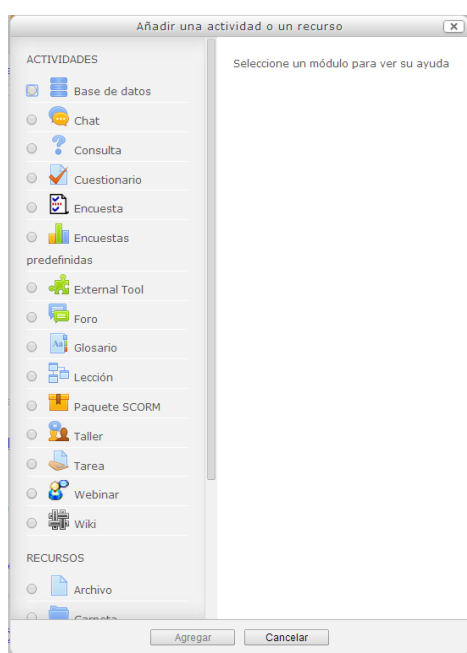 Añadir una actividad o un recurso
ACTIVIDADES
Seleccione un módulo para ver su ayuda
Base de datos
Chat
Consulta
Cuestionario
Encuesta
Encuestas
predefinidas
External Tool
Foro
Glosario
Lección
Paquete SCORM
Taller
Tarea
Webinar
Wiki
RECURSOS
Archivo
Carpeta
Agregar
Cancelar